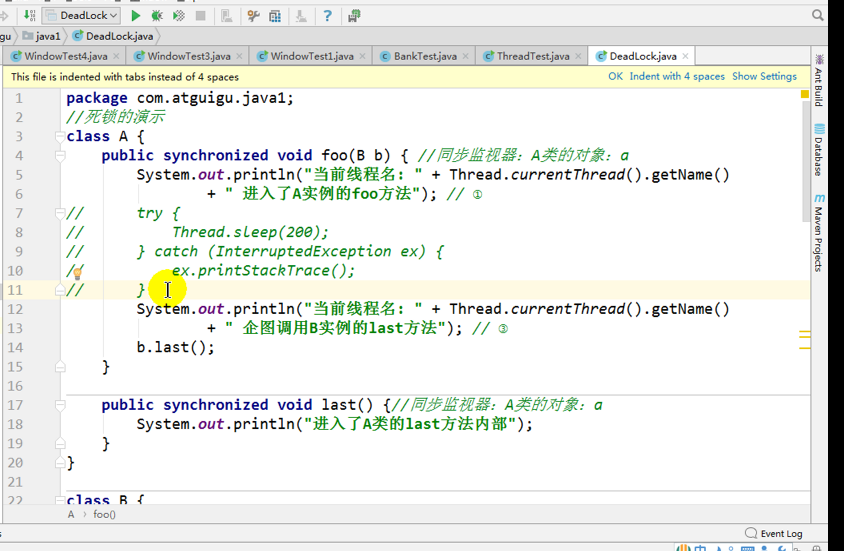 DeadLock
gu java1 DeadLock.java
WindowTest4.java WindowTest3.java WindowTest1.java BankTest.java ThreadTest.java DeadLock.java
This file is indented with tabs instead of 4 spaces OK Indent with 4 spaces Show Settings
1 package com.atguigu.java1;
2 //死锁的演示
3 class A {
4 public synchronized void foo(B b) { //同步监视器：A类的对象：a
5 System.out.println("当前线程名: " + Thread.currentThread().getName()
6 + " 进入了A实例的foo方法"); // ①
7 // try {
8 // Thread.sleep(200);
9 // } catch (InterruptedException ex) {
10 // ex.printStackTrace();
11 // }
12 System.out.println("当前线程名: " + Thread.currentThread().getName()
13 + " 企图调用B实例的last方法"); // ③
14 b.last();
15 }
16
17 public synchronized void last() {//同步监视器：A类的对象：a
18 System.out.println("进入了A类的last方法内部");
19 }
20 }
21
22 class B {
A foo()
Ant Build
Database
Maven Projects
Event Log